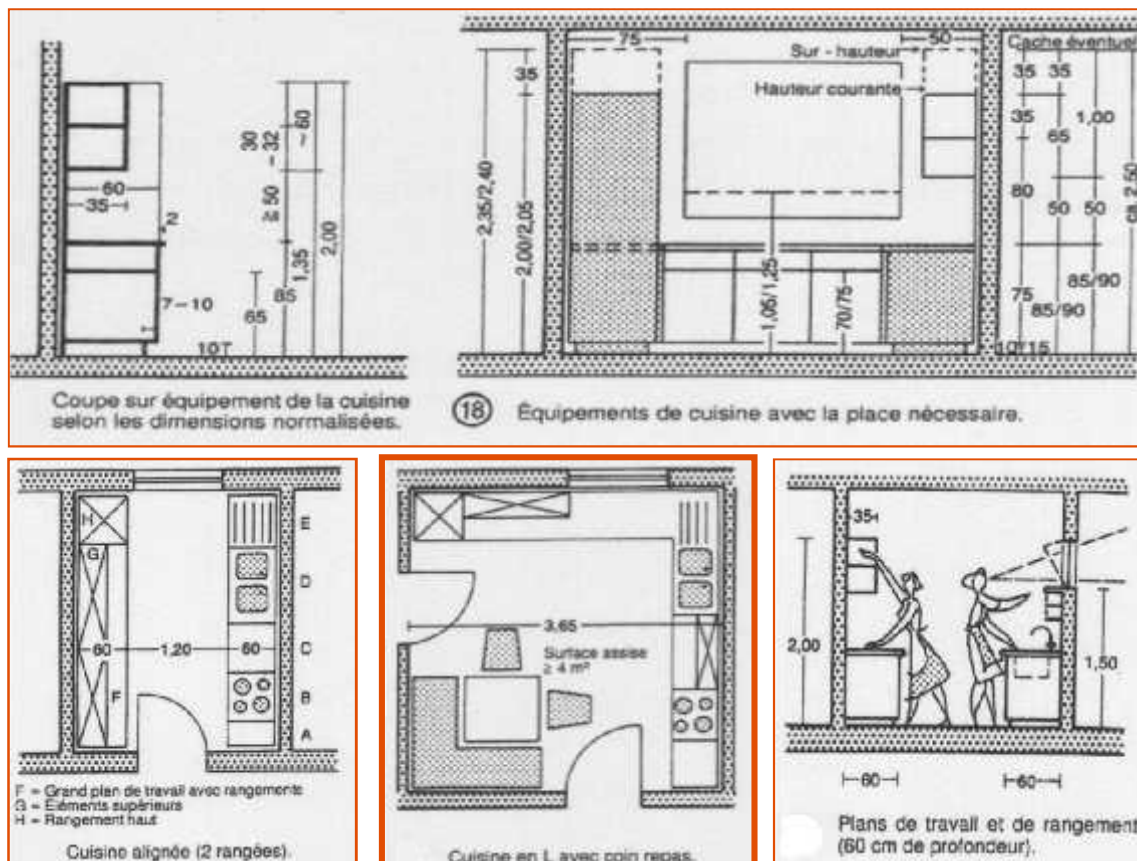 75
50
Cache éventuel
Sur - hauteur
35
35
35
Hauteur courante
30
~ 32
~60
35
65
1,00
60
35
2
≥ 50
2,35/2,40
2,00/2,05
80
50
50
ca 2,50
1,35
2,00
7-10
65
85
1,05/1,25
70/75
75
85/90
85/90
10
10
15
Coupe sur équipement de la cuisine
selon les dimensions normalisées.
18
Équipements de cuisine avec la place nécessaire.
H
G
E
D
60
1,20
60
C
F
B
A
F = Grand plan de travail avec rangements
G = Éléments supérieurs
H = Rangement haut
Cuisine alignée (2 rangées).
3,65
Surface assise
≥ 4 m²
Cuisine en L avec coin repas.
35
2,00
1,50
60
60
Plans de travail et de rangement
(60 cm de profondeur).